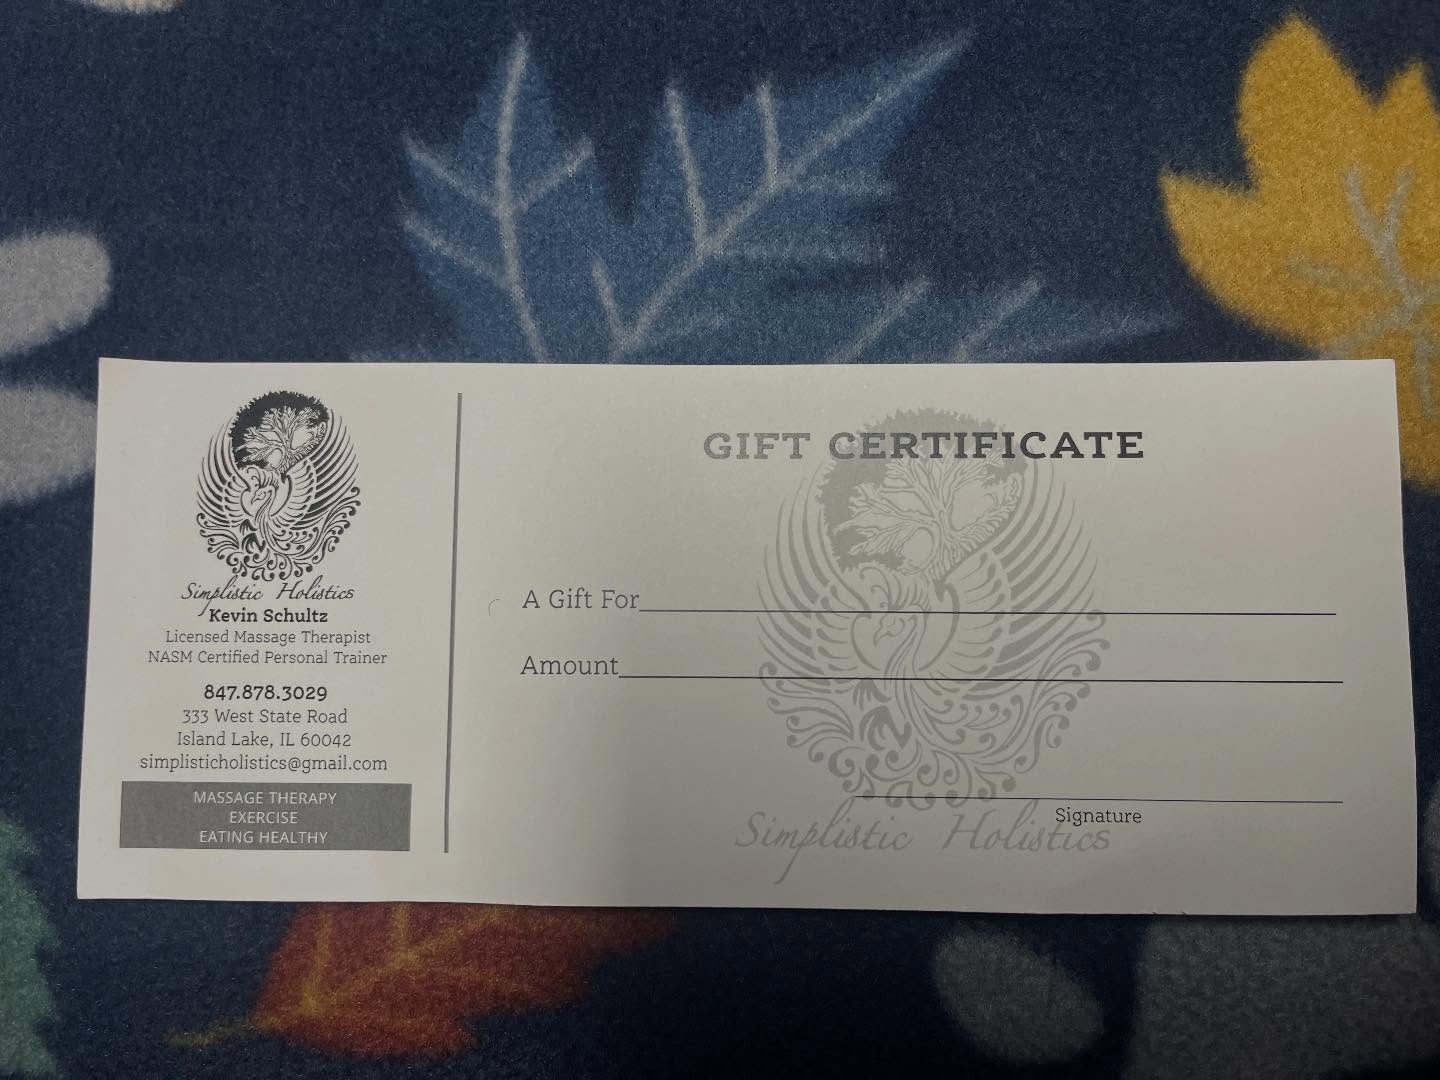 Simplistic Holistics
Kevin Schultz
Licensed Massage Therapist
NASM Certified Personal Trainer
847.878.3029
333 West State Road
Island Lake, IL 60042
simplisticholistics@gmail.com
MASSAGE THERAPY
EXERCISE
EATING HEALTHY
GIFT CERTIFICATE
A Gift For
Amount
Signature
Simplistic Holistics